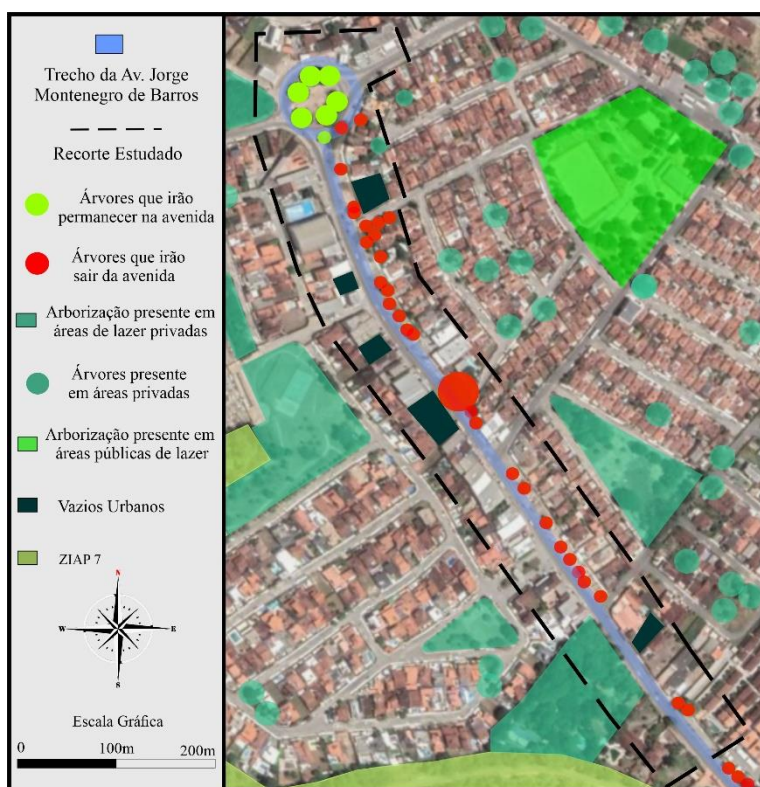 Trecho da Av. Jorge
Montenegro de Barros
Recorte Estudado
Árvores que irão
permanecer na avenida
Árvores que irão
sair da avenida
Arborização presente em
áreas de lazer privadas
Árvores presente
em áreas privadas
Arborização presente em
áreas públicas de lazer
Vazios Urbanos
ZIAP 7
N
W
E
S
Escala Gráfica
0 100m 200m